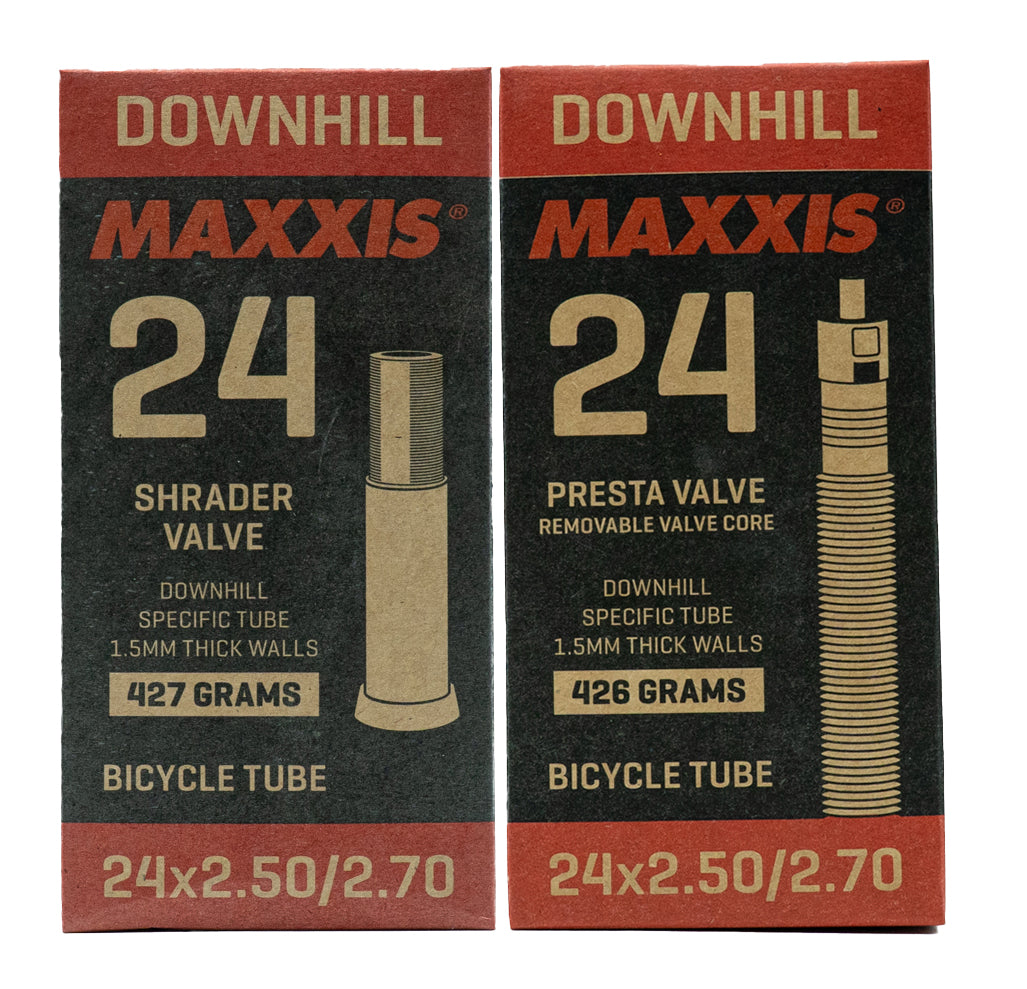 DOWNHILL
MAXXIS®
24
SHRADER
VALVE
DOWNHILL
SPECIFIC TUBE
1.5MM THICK WALLS
427 GRAMS
BICYCLE TUBE
24x2.50/2.70
DOWNHILL
MAXXIS®
24
PRESTA VALVE
REMOVABLE VALVE CORE
DOWNHILL
SPECIFIC TUBE
1.5MM THICK WALLS
426 GRAMS
BICYCLE TUBE
24x2.50/2.70